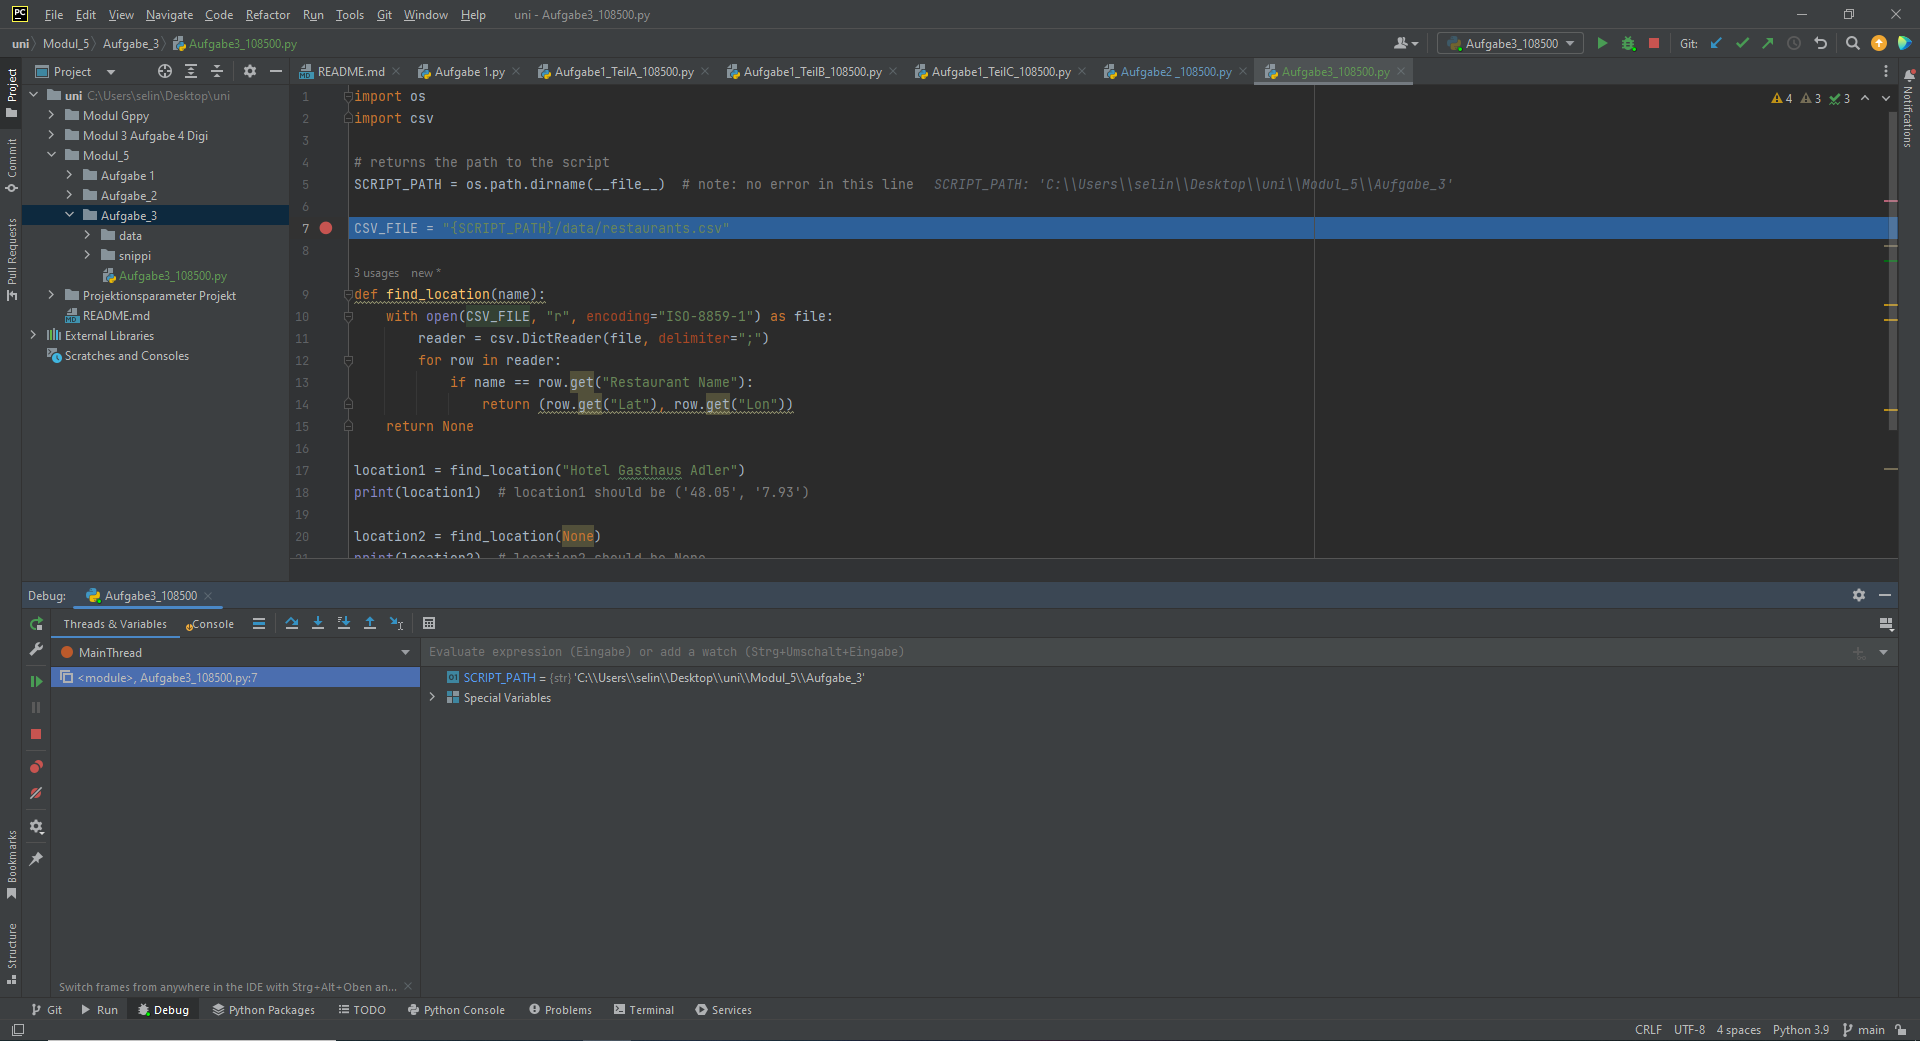 PC File Edit View Navigate Code Refactor Run Tools Git Window Help uni - Aufgabe3_108500.py
uni Modul_5 Aufgabe_3 Aufgabe3_108500.py Aufgabe3_108500 Git:
Project
Commit
Pull Requests
Bookmarks
Structure
Notifications
Project
uni C:\Users\selin\Desktop\uni
Modul Gppy
Modul 3 Aufgabe 4 Digi
Modul_5
Aufgabe 1
Aufgabe_2
Aufgabe_3
data
snippi
Aufgabe3_108500.py
Projektionsparameter Projekt
README.md
External Libraries
Scratches and Consoles
README.md Aufgabe 1.py Aufgabe1_TeilA_108500.py Aufgabe1_TeilB_108500.py Aufgabe1_TeilC_108500.py Aufgabe2 _108500.py Aufgabe3_108500.py
4 3 3
1 import os
2 import csv
3
4 # returns the path to the script
5 SCRIPT_PATH = os.path.dirname(__file__)  # note: no error in this line SCRIPT_PATH: 'C:\\Users\\selin\\Desktop\\uni\\Modul_5\\Aufgabe_3'
6
7 CSV_FILE = "{SCRIPT_PATH}/data/restaurants.csv"
8
3 usages new *
9 def find_location(name):
10 with open(CSV_FILE, "r", encoding="ISO-8859-1") as file:
11 reader = csv.DictReader(file, delimiter=";")
12 for row in reader:
13 if name == row.get("Restaurant Name"):
14 return (row.get("Lat"), row.get("Lon"))
15 return None
16
17 location1 = find_location("Hotel Gasthaus Adler")
18 print(location1)  # location1 should be ('48.05', '7.93')
19
20 location2 = find_location(None)
21 print(location2)  # location2 should be None
Debug: Aufgabe3_108500
Threads & Variables Console
MainThread
Evaluate expression (Eingabe) or add a watch (Strg+Umschalt+Eingabe)
<module>, Aufgabe3_108500.py:7
01 SCRIPT_PATH = {str} 'C:\\Users\\selin\\Desktop\\uni\\Modul_5\\Aufgabe_3'
Special Variables
Switch frames from anywhere in the IDE with Strg+Alt+Oben an...
Git Run Debug Python Packages TODO Python Console Problems Terminal Services
CRLF UTF-8 4 spaces Python 3.9 main